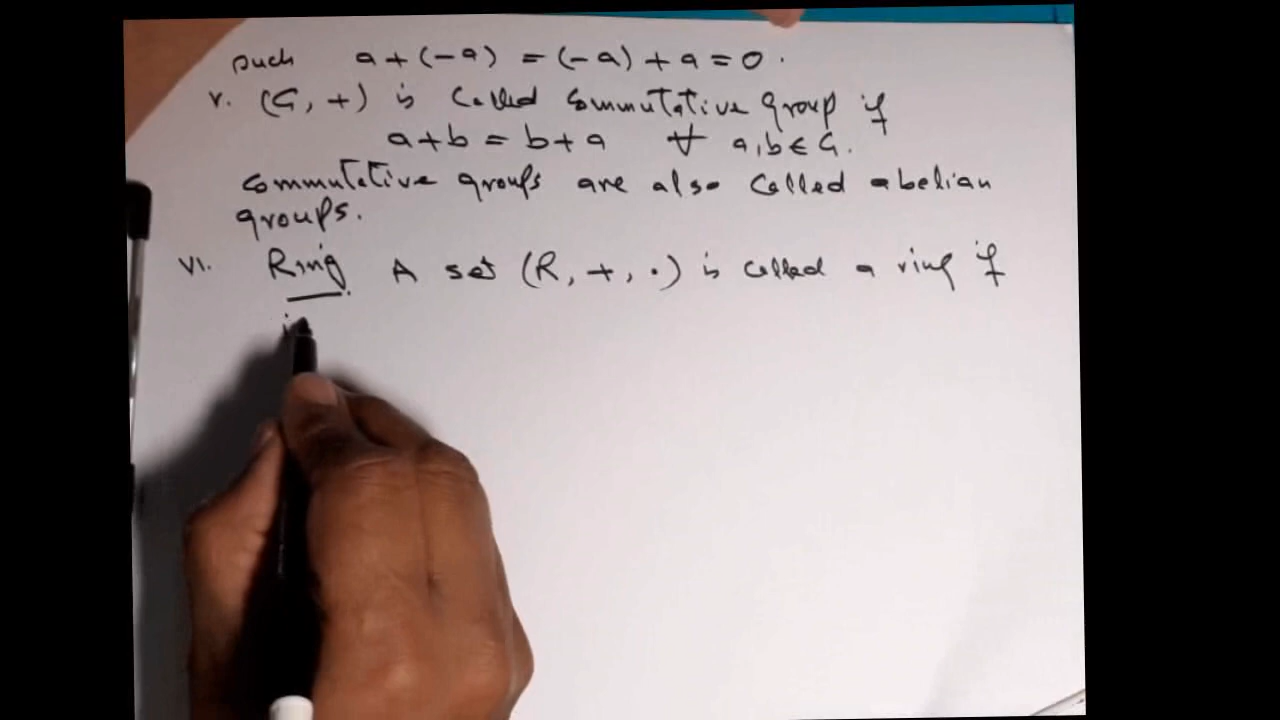 such a+(-a) = (-a)+a=0.
v. (G, +) is called commutative group if
a+b = b+a ∀ a,b ∈ G.
commutative groups are also called abelian
groups.
VI. Ring. A set (R, +, ·) is called a ring if
i